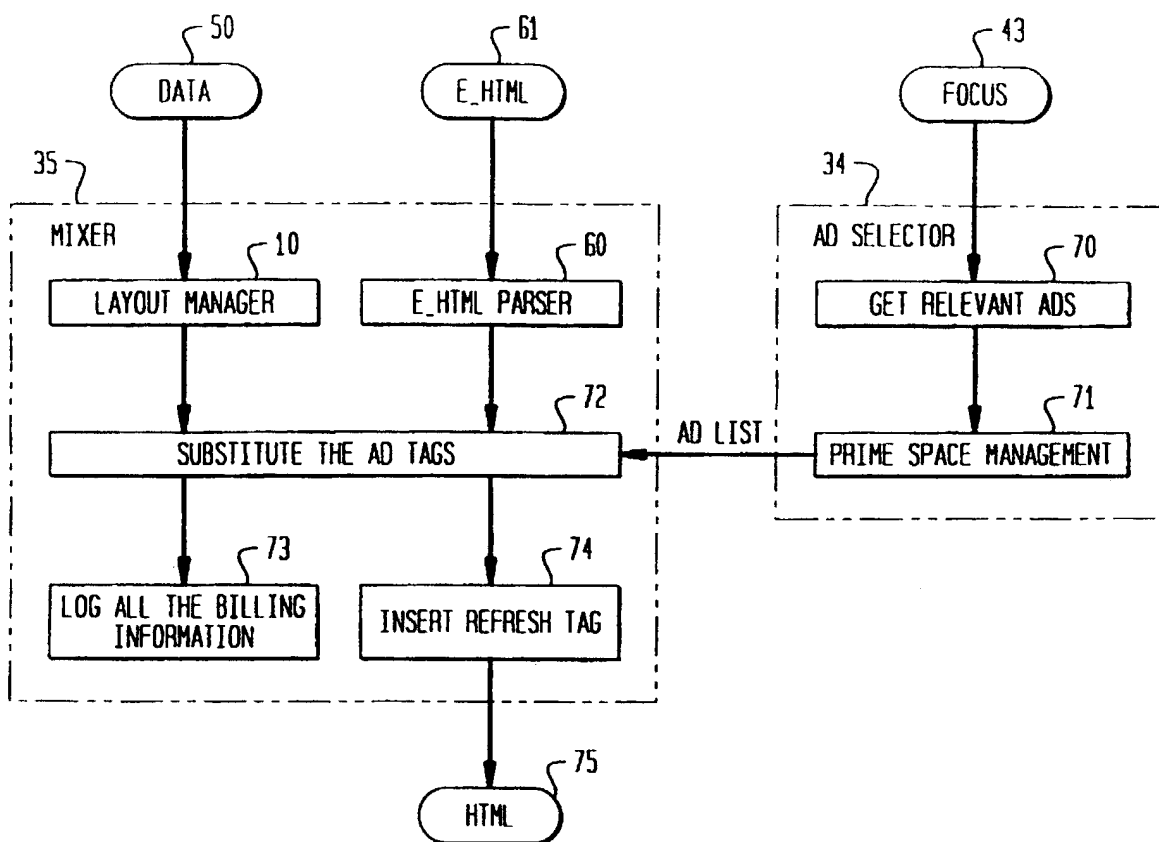 50
61
43
DATA
E_HTML
FOCUS
35
34
MIXER
10
60
AD SELECTOR
70
LAYOUT MANAGER
E_HTML PARSER
GET RELEVANT ADS
72
71
AD LIST
SUBSTITUTE THE AD TAGS
PRIME SPACE MANAGEMENT
73
74
LOG ALL THE BILLING
INFORMATION
INSERT REFRESH TAG
75
HTML